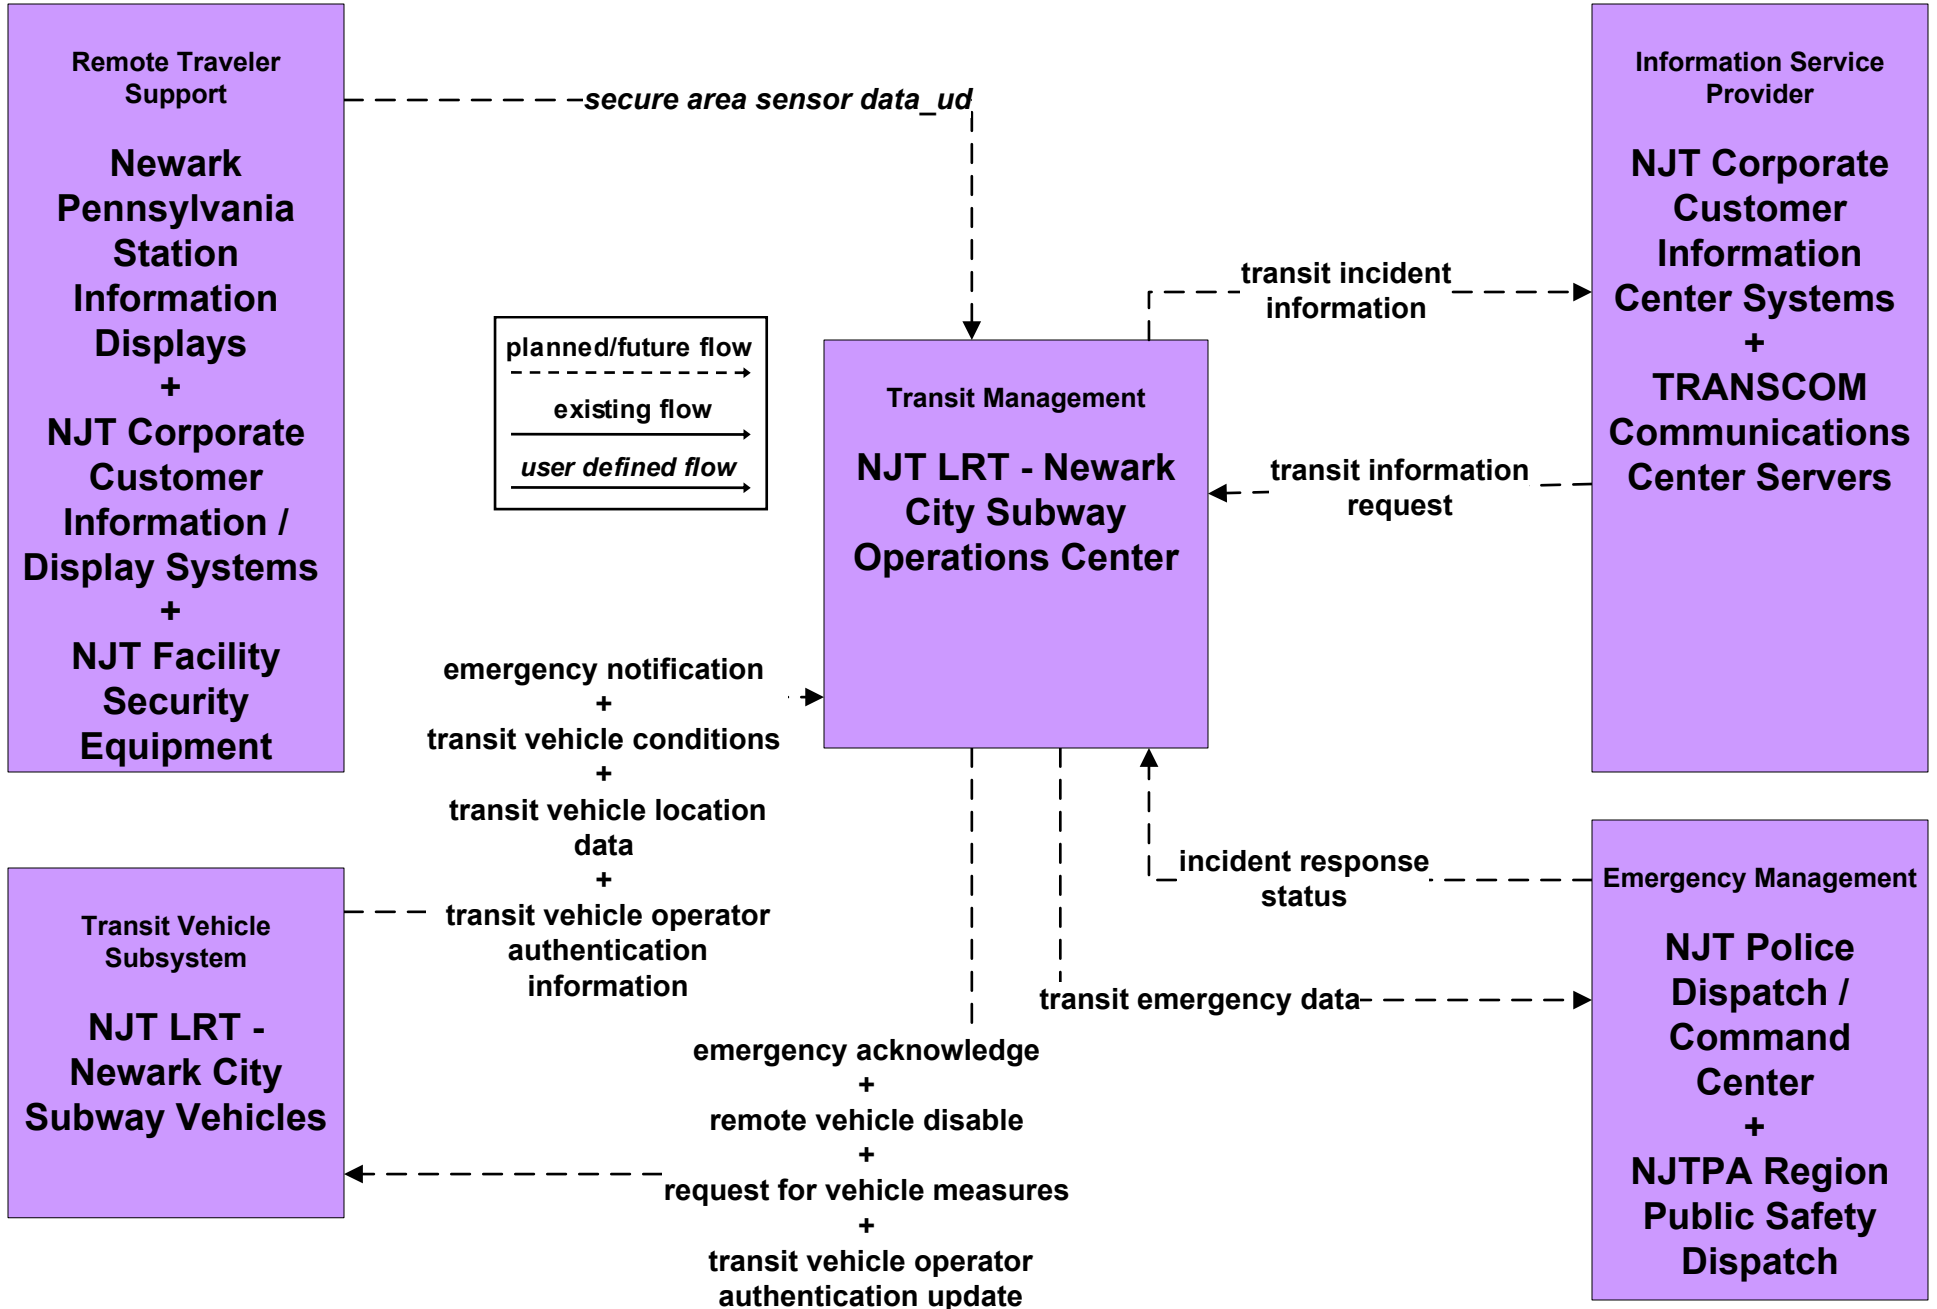 Remote Traveler
Support
Newark
Pennsylvania
Station
Information
Displays
+
NJT Corporate
Customer
Information /
Display Systems
+
NJT Facility
Security
Equipment
secure area sensor data_ud
planned/future flow
existing flow
user defined flow
Transit Management
NJT LRT - Newark
City Subway
Operations Center
transit incident
information
transit information
request
Information Service
Provider
NJT Corporate
Customer
Information
Center Systems
+
TRANSCOM
Communications
Center Servers
emergency notification
+
transit vehicle conditions
+
transit vehicle location
data
+
transit vehicle operator
authentication
information
Transit Vehicle
Subsystem
NJT LRT -
Newark City
Subway Vehicles
incident response
status
transit emergency data
emergency acknowledge
+
remote vehicle disable
+
request for vehicle measures
+
transit vehicle operator
authentication update
Emergency Management
NJT Police
Dispatch /
Command
Center
+
NJTPA Region
Public Safety
Dispatch